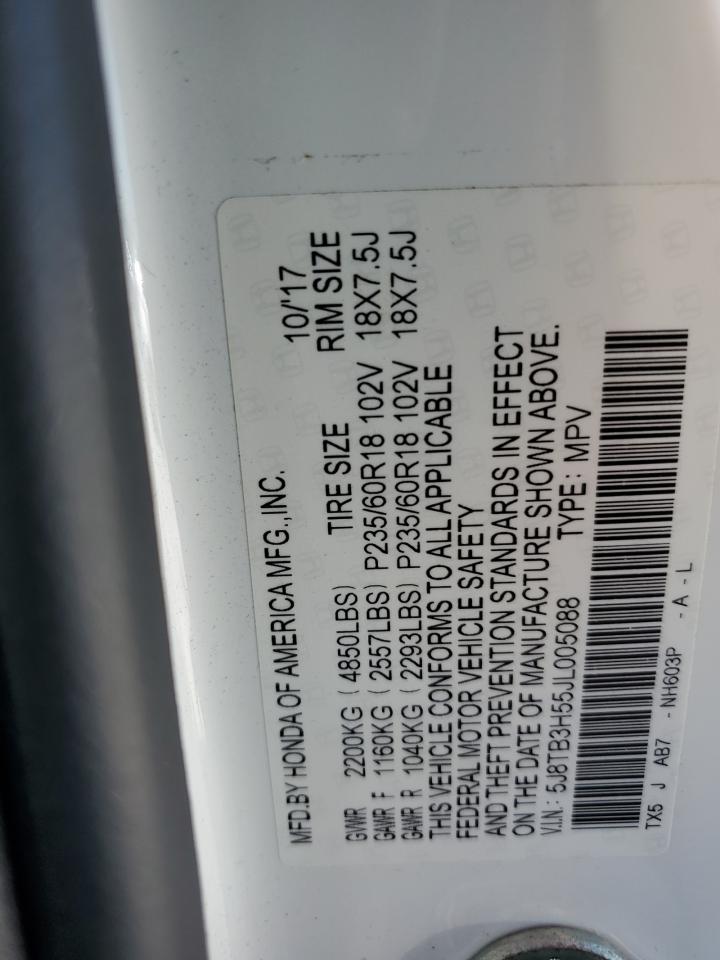 MFD.BY HONDA OF AMERICA MFG.,INC. 10/'17
TIRE SIZE RIM SIZE
GVWR 2200KG ( 4850LBS)
GAWR F 1160KG ( 2557LBS) P235/60R18 102V 18X7.5J
GAWR R 1040KG ( 2293LBS) P235/60R18 102V 18X7.5J
THIS VEHICLE CONFORMS TO ALL APPLICABLE
FEDERAL MOTOR VEHICLE SAFETY
AND THEFT PREVENTION STANDARDS IN EFFECT
ON THE DATE OF MANUFACTURE SHOWN ABOVE.
V.I.N.: 5J8TB3H55JL005088 TYPE: MPV
TX5 J AB7 - NH603P - A - L